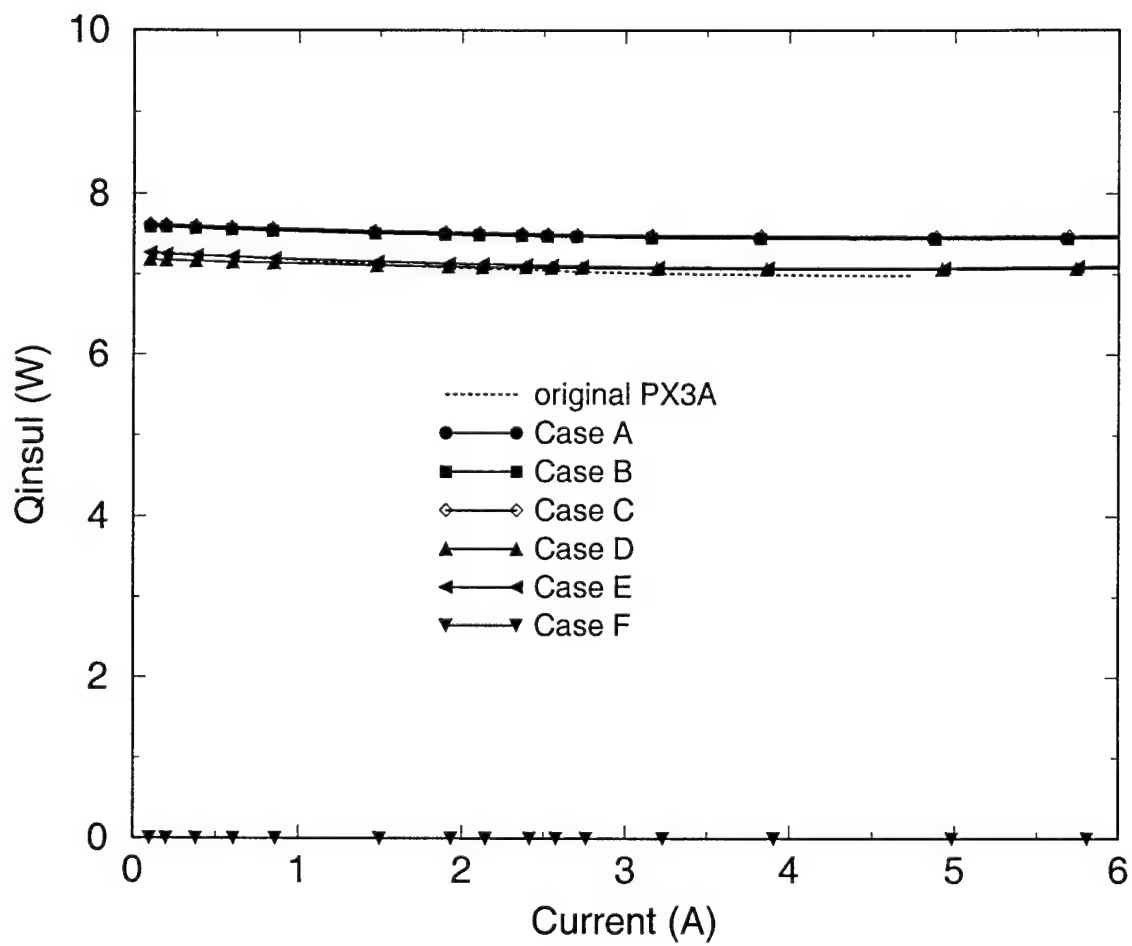 10
8
6
4
2
0
Qinsul (W)
original PX3A
Case A
Case B
Case C
Case D
Case E
Case F
0 1 2 3 4 5 6
Current (A)